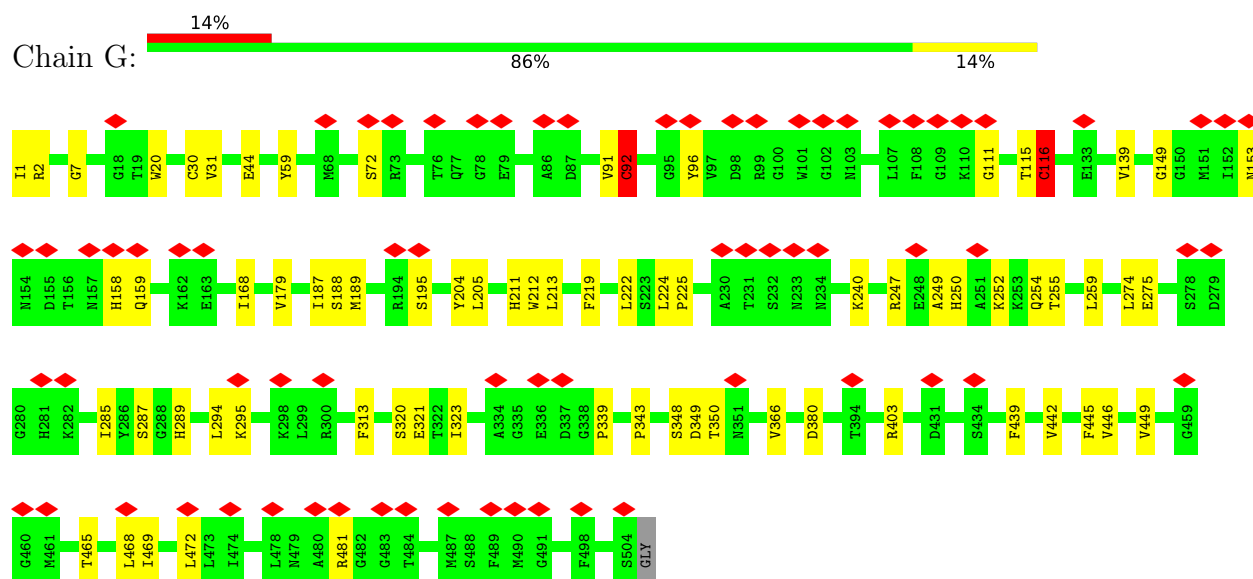 14%
Chain G:
86%
14%
I1 R2 G7 G18 T19 W20 C30 V31 E44 Y59 M68 S72 R73 T76 Q77 G78 E79 A86 D87 V91 C92 G95 Y96 V97 D98 R99 G100 W101 G102 N103 L107 F108 G109 K110 G111 T115 C116 E133 V139 G149 G150 M151 I152 N153
N154 D155 T156 N157 H158 Q159 K162 E163 I168 V179 I187 S188 M189 R194 S195 Y204 L205 H211 W212 L213 F219 L222 S223 L224 P225 A230 T231 S232 N233 N234 K240 R247 E248 A249 H250 A251 K252 K253 Q254 T255 L259 L274 E275 S278 D279
G280 H281 K282 I285 Y286 S287 G288 H289 L294 K295 K298 L299 R300 F313 S320 E321 T322 I323 A334 G335 E336 D337 G338 P339 P343 S348 D349 T350 N351 V366 D380 T394 R403 D431 S434 F439 V442 F445 V446 V449 G459
G460 M461 T465 L468 I469 L472 L473 I474 L478 N479 A480 R481 G482 G483 T484 M487 S488 F489 M490 G491 F498 S504 GLY